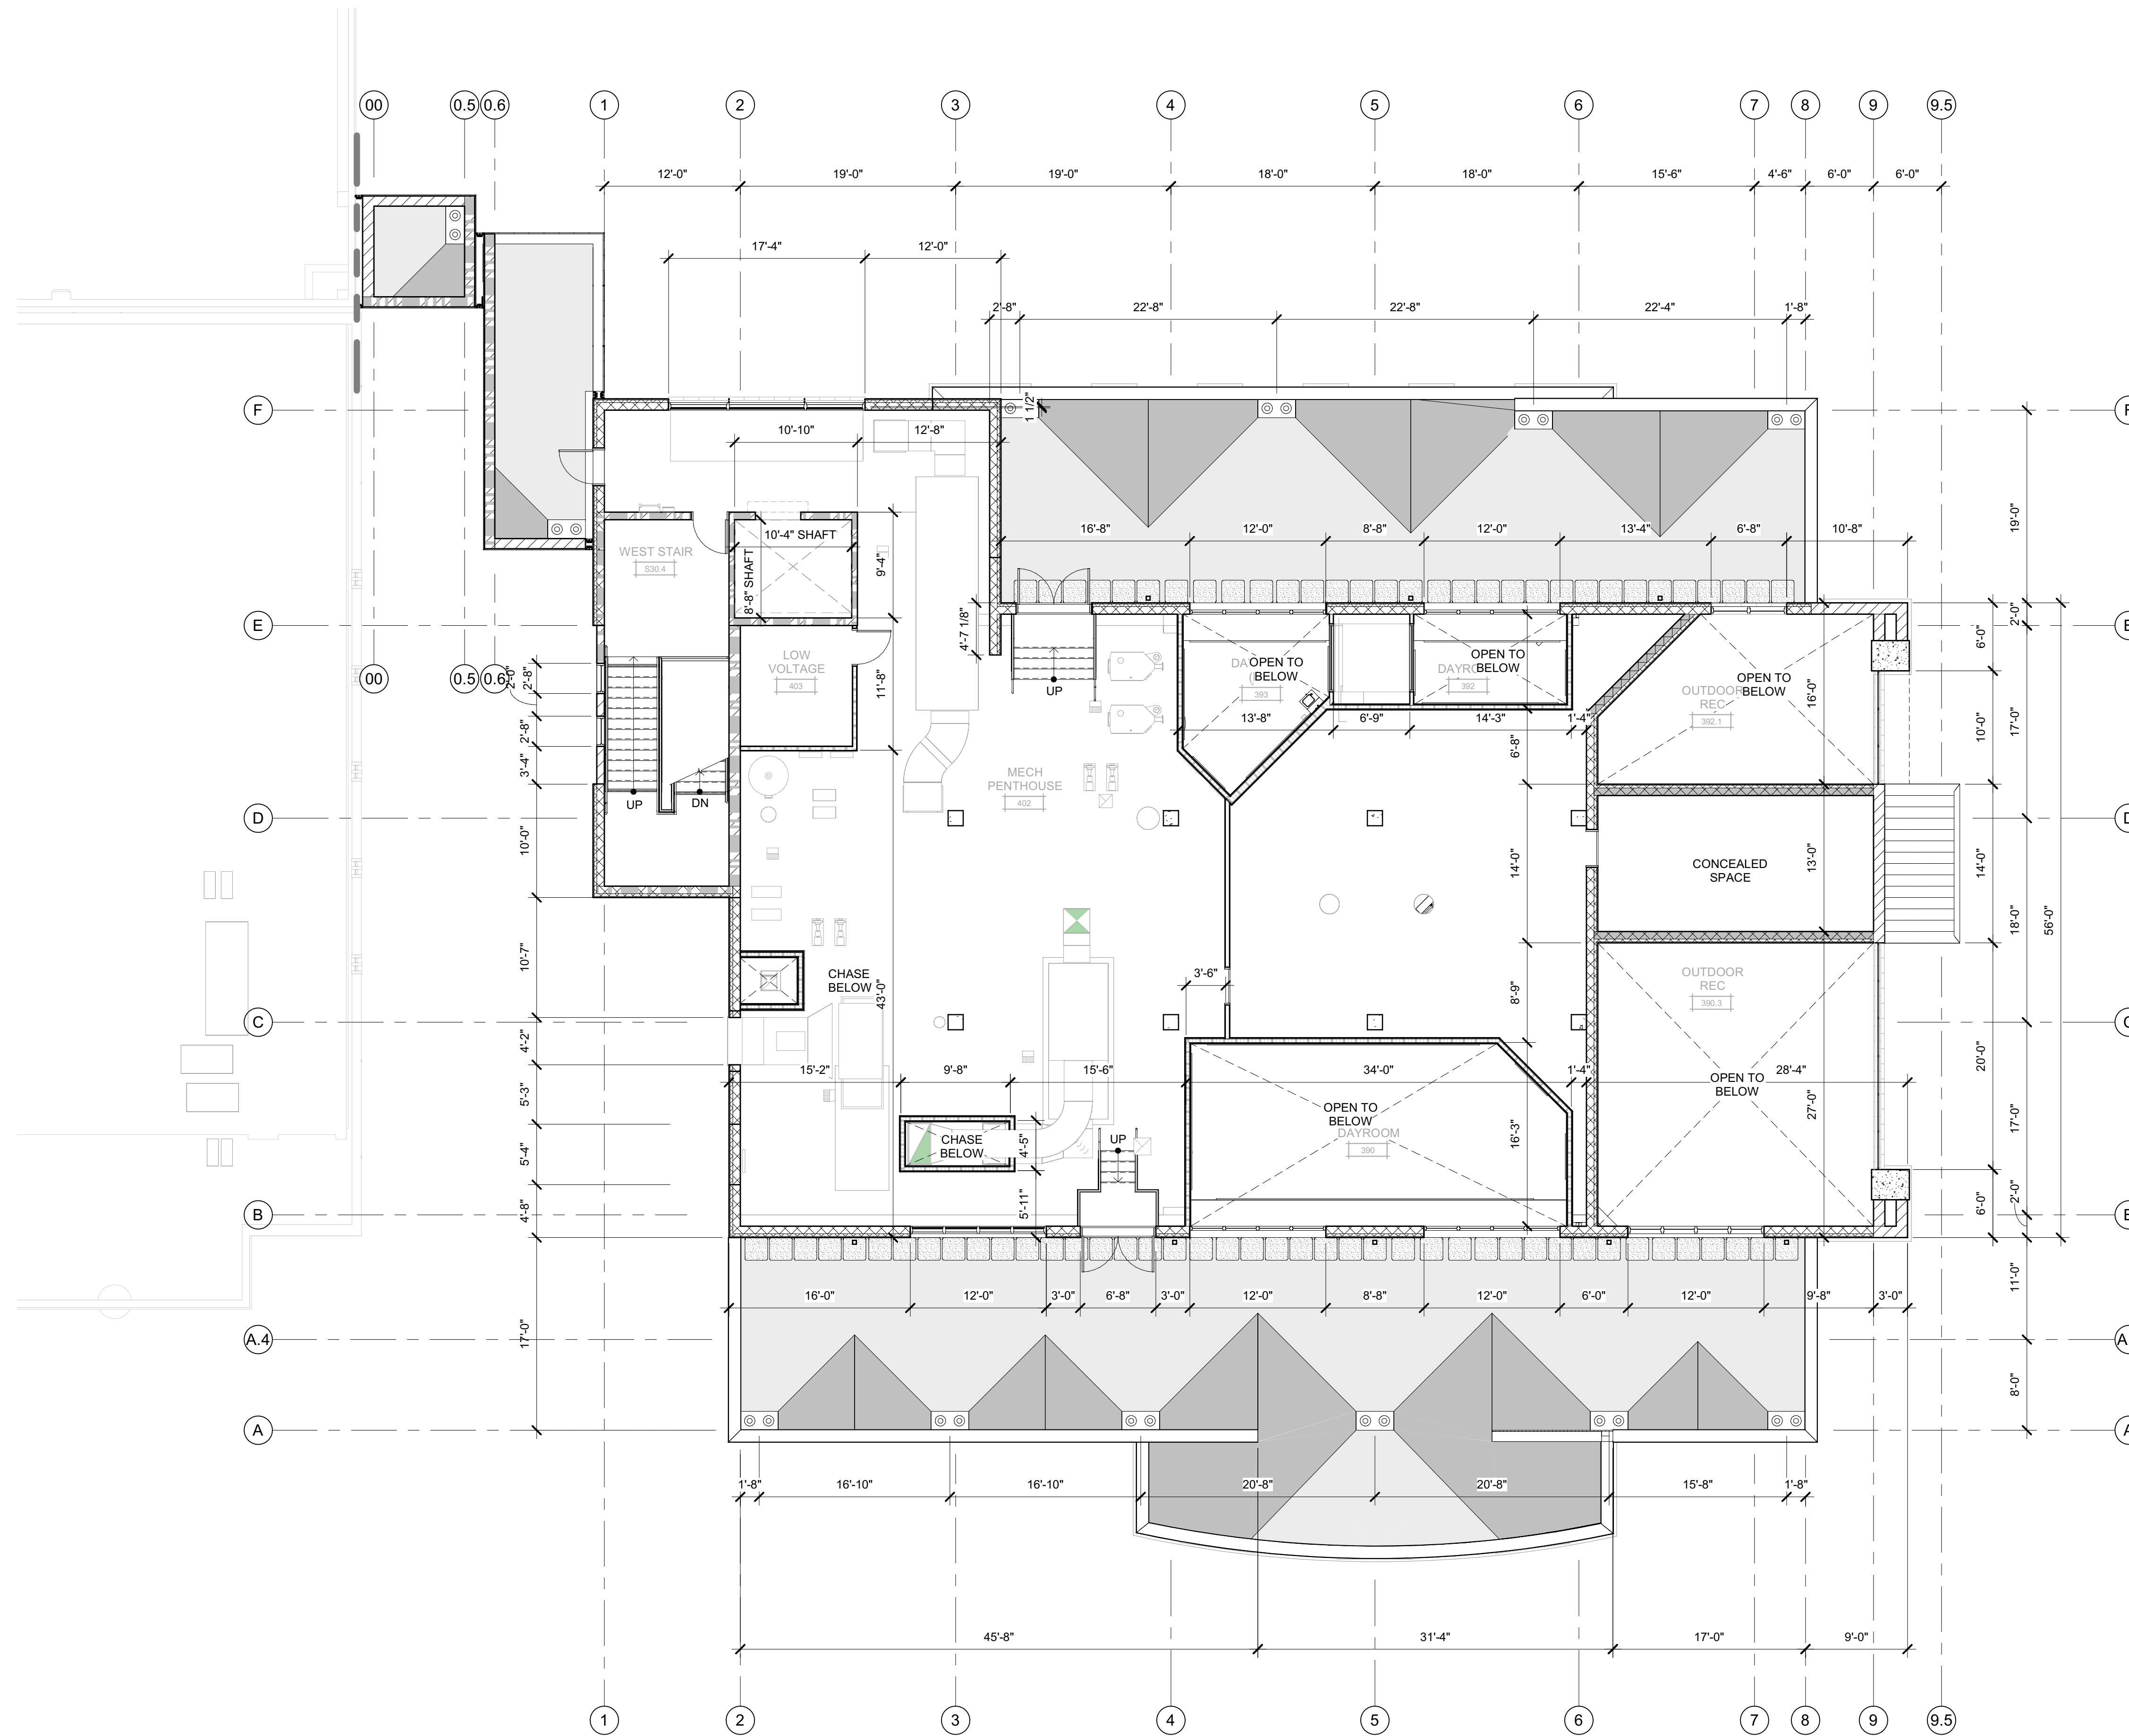 00 0.5 0.6 1 2 3 4 5 6 7 8 9 9.5
12'-0" 19'-0" 19'-0" 18'-0" 18'-0" 15'-6" 4'-6" 6'-0" 6'-0"
17'-4" 12'-0"
2'-8" 22'-8" 22'-8" 22'-4" 1'-8"
F
1 1/2"
10'-10" 12'-8"
19'-0"
16'-8" 12'-0" 8'-8" 12'-0" 13'-4" 6'-8" 10'-8"
10'-4" SHAFT
8'-8" SHAFT
9'-4"
WEST STAIR
S30.4
E
4'-7 1/8"
2'-0"
6'-0"
56'-0"
LOW
VOLTAGE
403
11'-8"
00 0.5 0.6
2'-0"
2'-8"
2'-8"
3'-4"
UP
OPEN TO
BELOW
393
DAYROOM
OPEN TO
BELOW
392
OUTDOOR
REC
392.1
OPEN TO
BELOW
16'-0"
10'-0"
17'-0"
13'-8" 6'-9" 14'-3" 1'-4"
6'-8"
MECH
PENTHOUSE
402
UP DN
D
10'-0"
14'-0"
CONCEALED
SPACE
13'-0"
14'-0"
18'-0"
10'-7"
CHASE
BELOW
43'-0"
3'-6"
8'-9"
OUTDOOR
REC
390.3
C
4'-2"
20'-0"
15'-2" 9'-8" 15'-6" 34'-0" 1'-4" 28'-4"
OPEN TO
BELOW
27'-0"
5'-3"
17'-0"
OPEN TO
BELOW
DAYROOM
390
16'-3"
CHASE
BELOW
4'-5"
UP
5'-4"
5'-11"
B
4'-8"
6'-0"
2'-0"
11'-0"
16'-0" 12'-0" 3'-0" 6'-8" 3'-0" 12'-0" 8'-8" 12'-0" 6'-0" 12'-0" 9'-8" 3'-0"
A.4
17'-0"
8'-0"
A
1'-8" 16'-10" 16'-10" 20'-8" 20'-8" 15'-8" 1'-8"
45'-8" 31'-4" 17'-0" 9'-0"
1 2 3 4 5 6 7 8 9 9.5